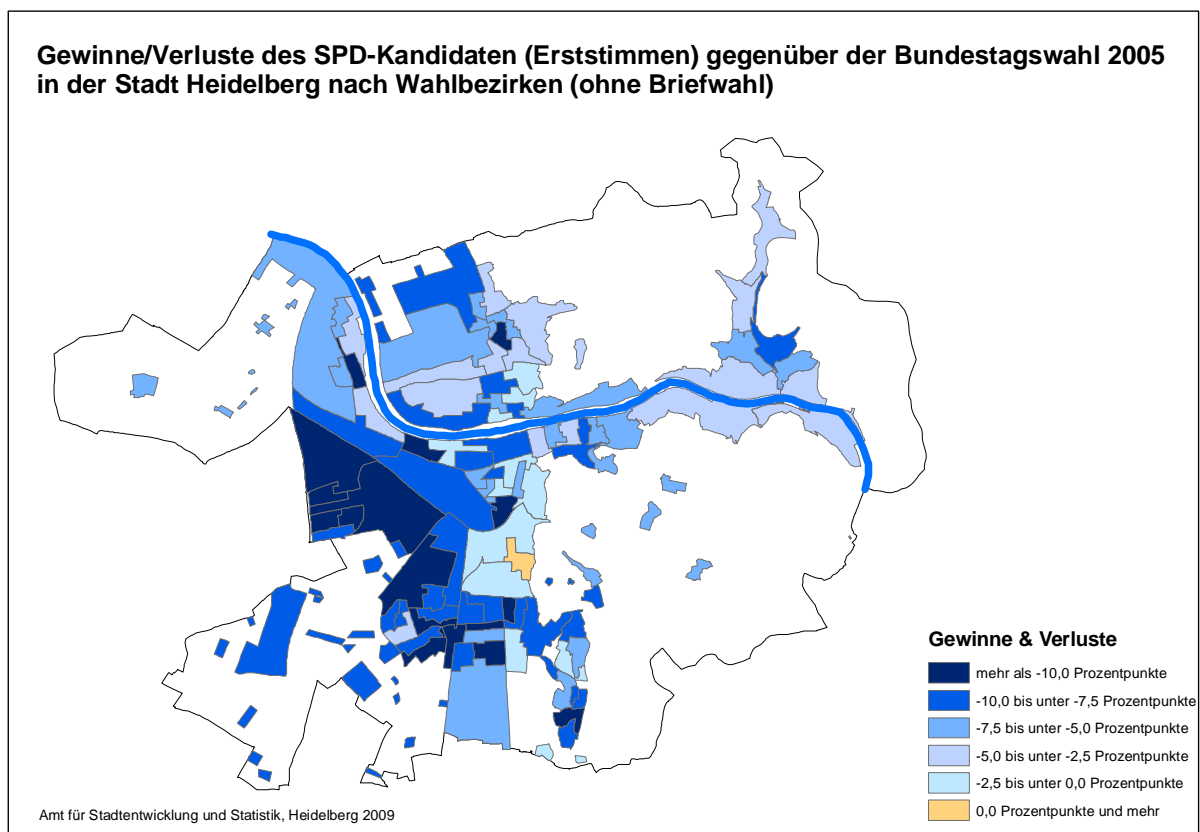 Gewinne/Verluste des SPD-Kandidaten (Erststimmen) gegenüber der Bundestagswahl 2005
in der Stadt Heidelberg nach Wahlbezirken (ohne Briefwahl)
Gewinne & Verluste
mehr als -10,0 Prozentpunkte
-10,0 bis unter -7,5 Prozentpunkte
-7,5 bis unter -5,0 Prozentpunkte
-5,0 bis unter -2,5 Prozentpunkte
-2,5 bis unter 0,0 Prozentpunkte
0,0 Prozentpunkte und mehr
Amt für Stadtentwicklung und Statistik, Heidelberg 2009